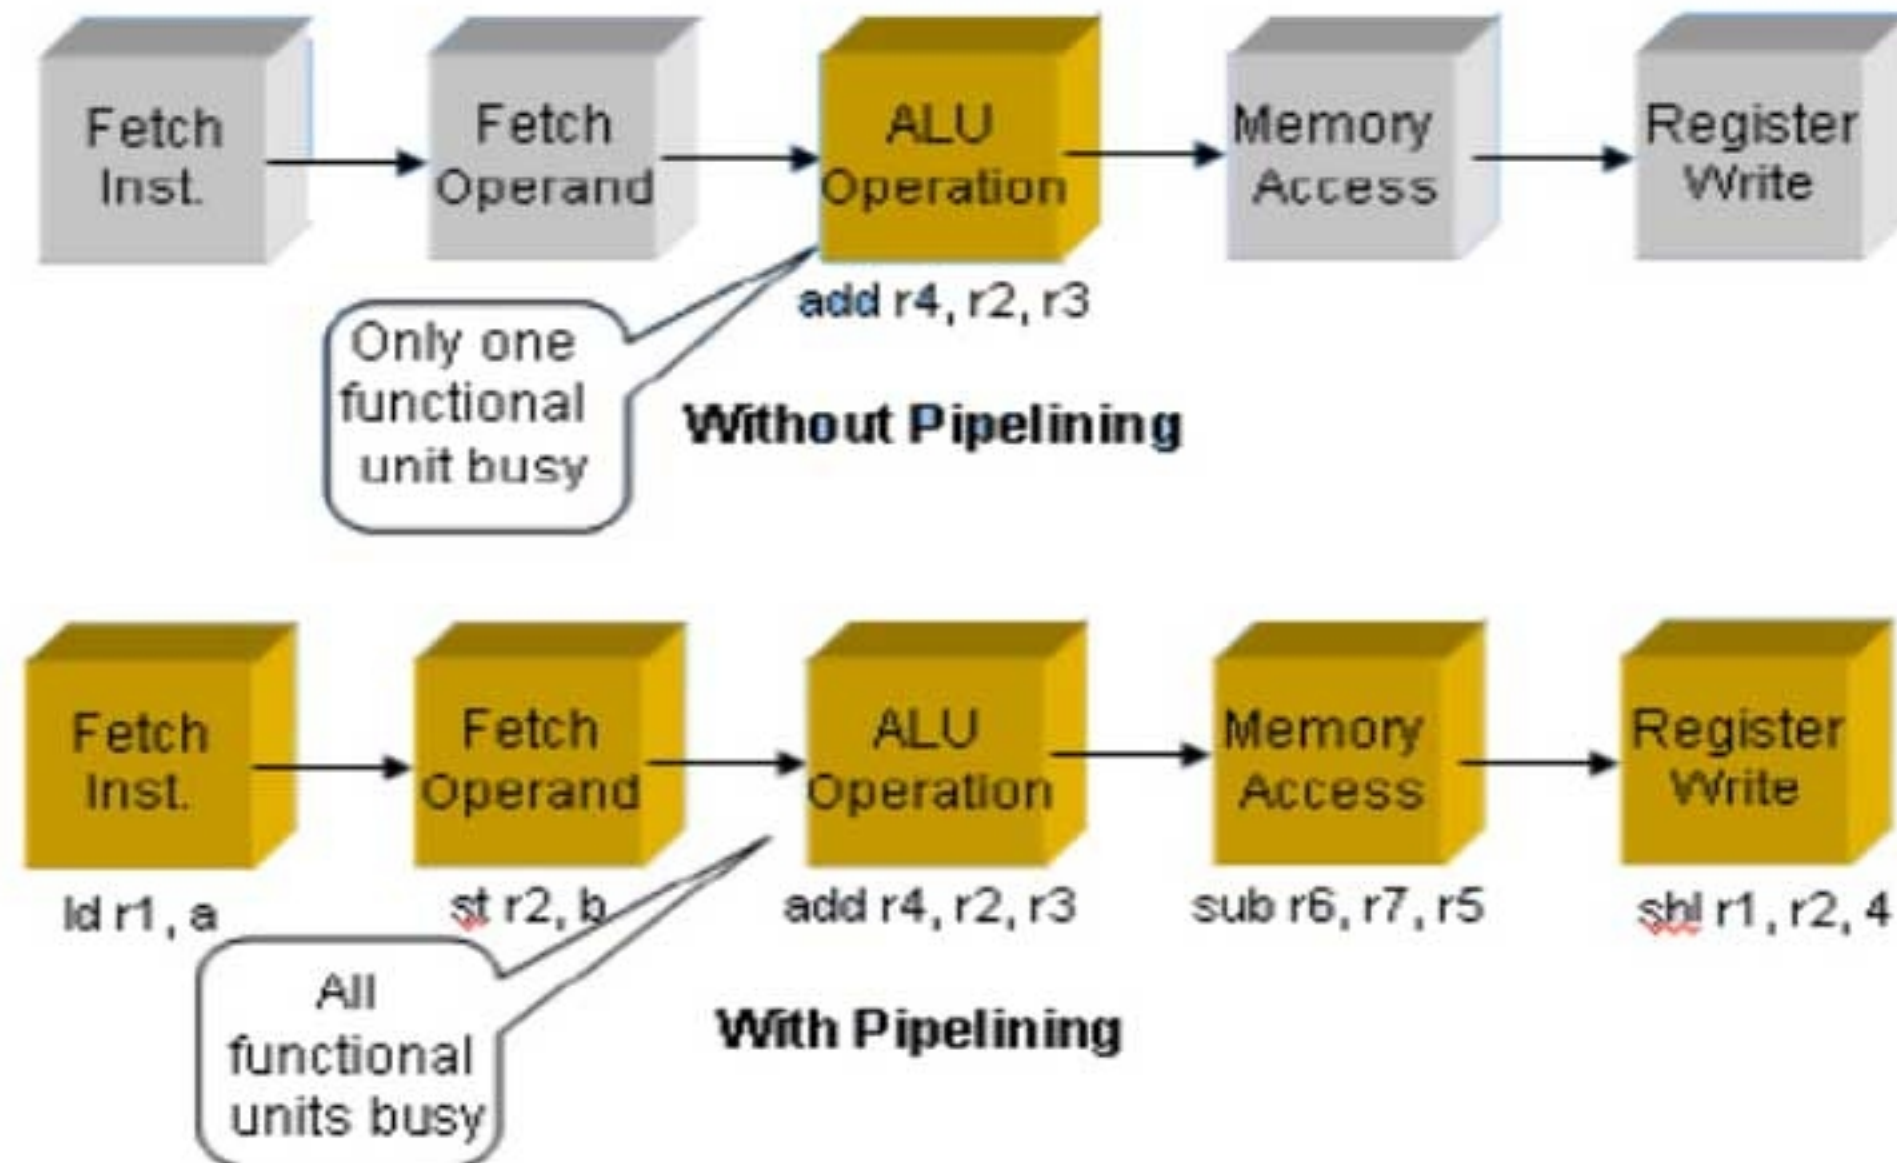 Fetch
Inst.
Fetch
Operand
ALU
Operation
Memory
Access
Register
Write
add r4, r2, r3
Only one
functional
unit busy
Without Pipelining
Fetch
Inst.
Fetch
Operand
ALU
Operation
Memory
Access
Register
Write
ld r1, a
st r2, b
add r4, r2, r3
sub r6, r7, r5
shl r1, r2, 4
All
functional
units busy
With Pipelining